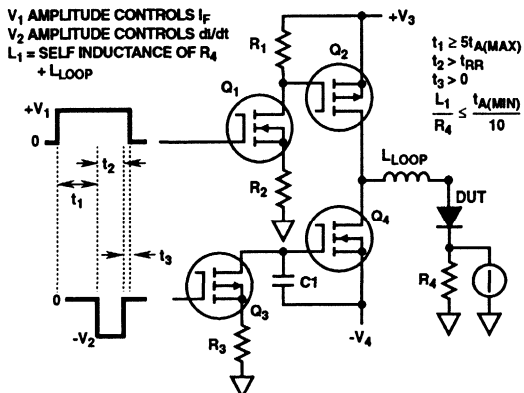 V1 AMPLITUDE CONTROLS IF
V2 AMPLITUDE CONTROLS di/dt
L1 = SELF INDUCTANCE OF R4
+ LLOOP
+V1
0
t2
t1
t3
0
-V2
R1
Q1
R2
Q2
+V3
t1 ≥ 5tA(MAX)
t2 > tRR
t3 > 0
L1/R4 ≤ tA(MIN)/10
LLOOP
DUT
Q4
R4
C1
Q3
R3
-V4